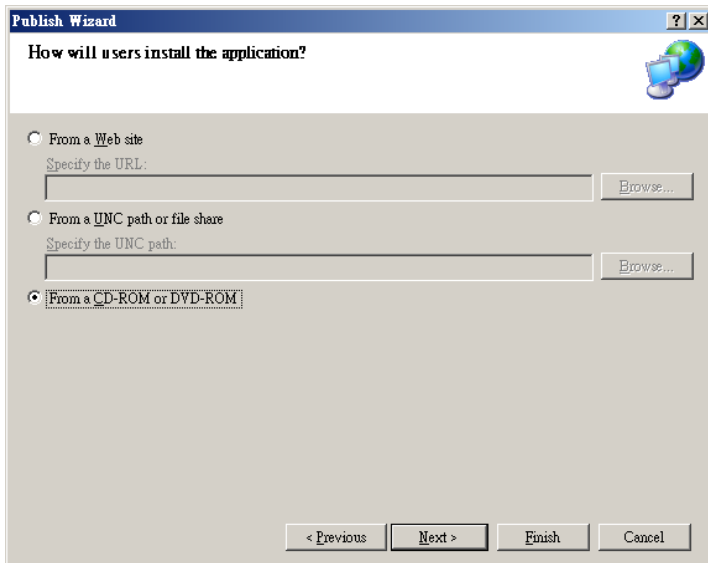 Publish Wizard
How will users install the application?
From a Web site
Specify the URL:
Browse...
From a UNC path or file share
Specify the UNC path:
Browse...
From a CD-ROM or DVD-ROM
< Previous Next > Finish Cancel